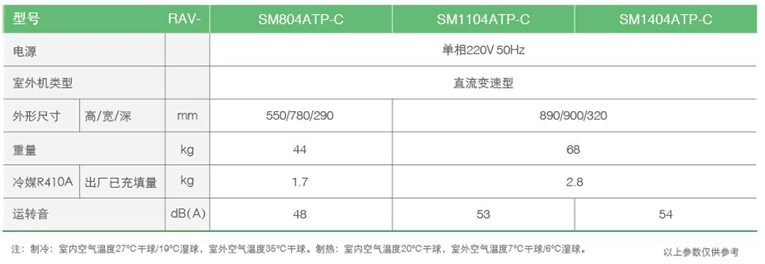 型号 RAV- SM804ATP-C SM1104ATP-C SM1404ATP-C
电源 单相220V 50Hz
室外机类型 直流变速型
外形尺寸 高/宽/深 mm 550/780/290 890/900/320
重量 kg 44 68
冷媒R410A 出厂已充填量 kg 1.7 2.8
运转音 dB(A) 48 53 54
注：制冷：室内空气温度27℃干球/19℃湿球，室外空气温度35℃干球。制热：室内空气温度20℃干球，室外空气温度7℃干球/6℃湿球。 以上参数仅供参考